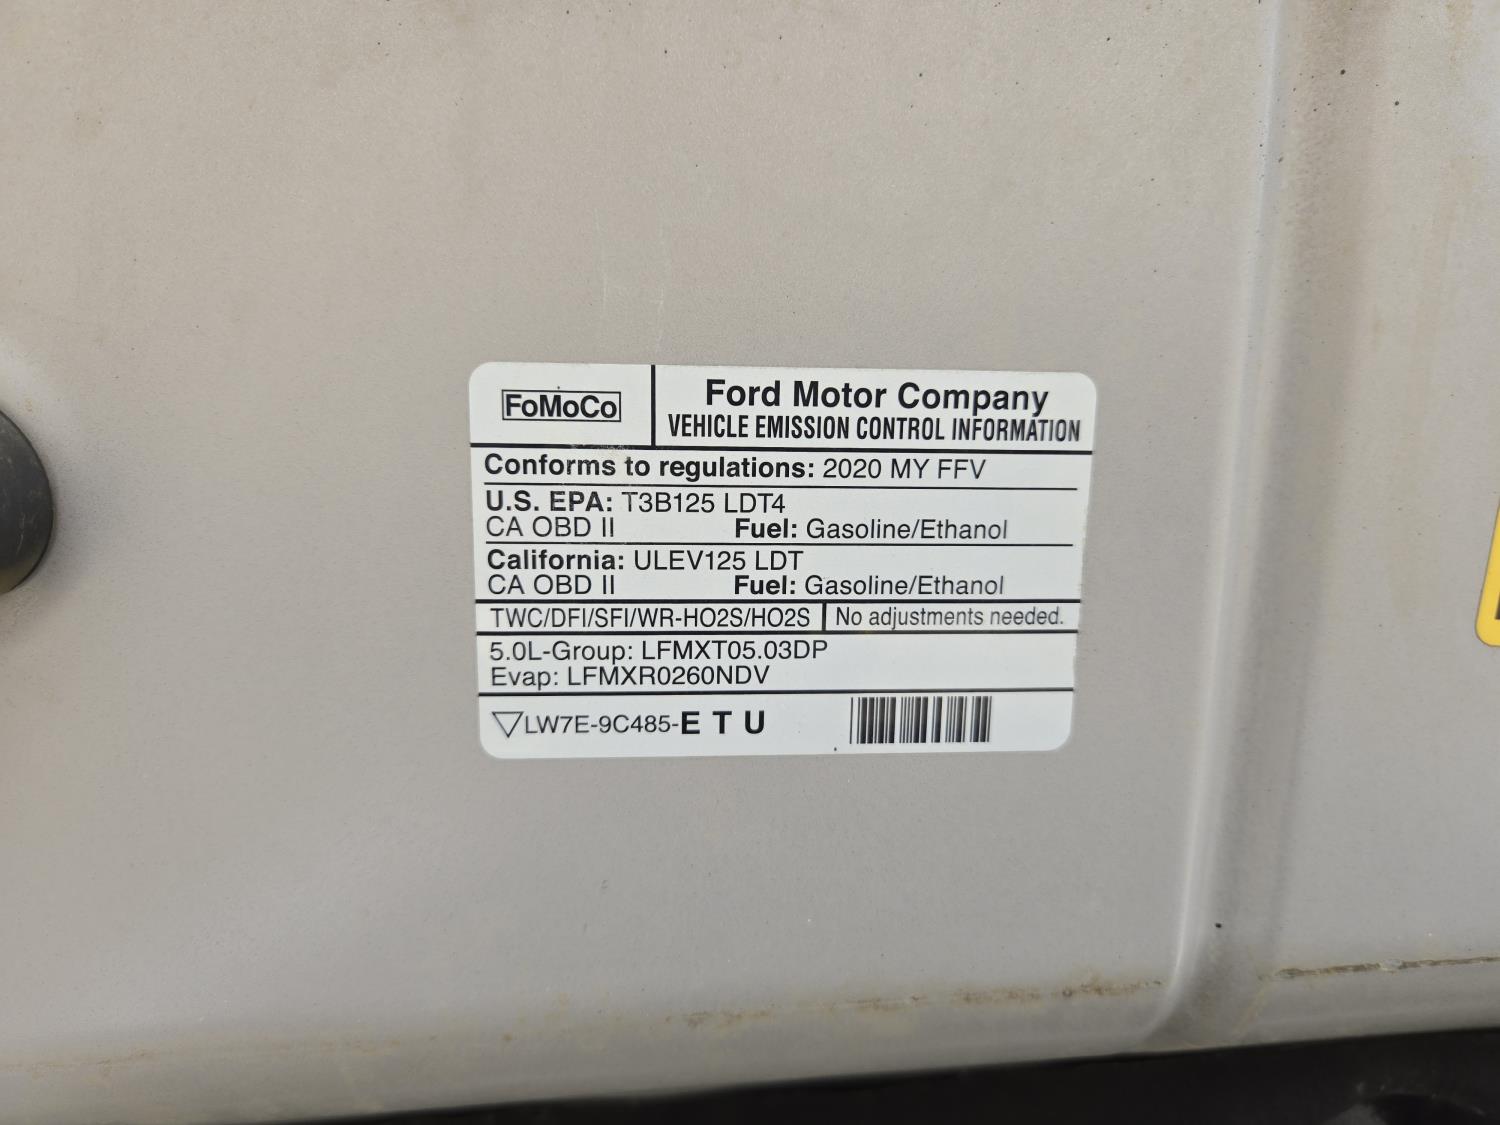 FoMoCo
Ford Motor Company
VEHICLE EMISSION CONTROL INFORMATION
Conforms to regulations: 2020 MY FFV
U.S. EPA: T3B125 LDT4
CA OBD II Fuel: Gasoline/Ethanol
California: ULEV125 LDT
CA OBD II Fuel: Gasoline/Ethanol
TWC/DFI/SFI/WR-HO2S/HO2S No adjustments needed.
5.0L-Group: LFMXT05.03DP
Evap: LFMXR0260NDV
LW7E-9C485-E T U